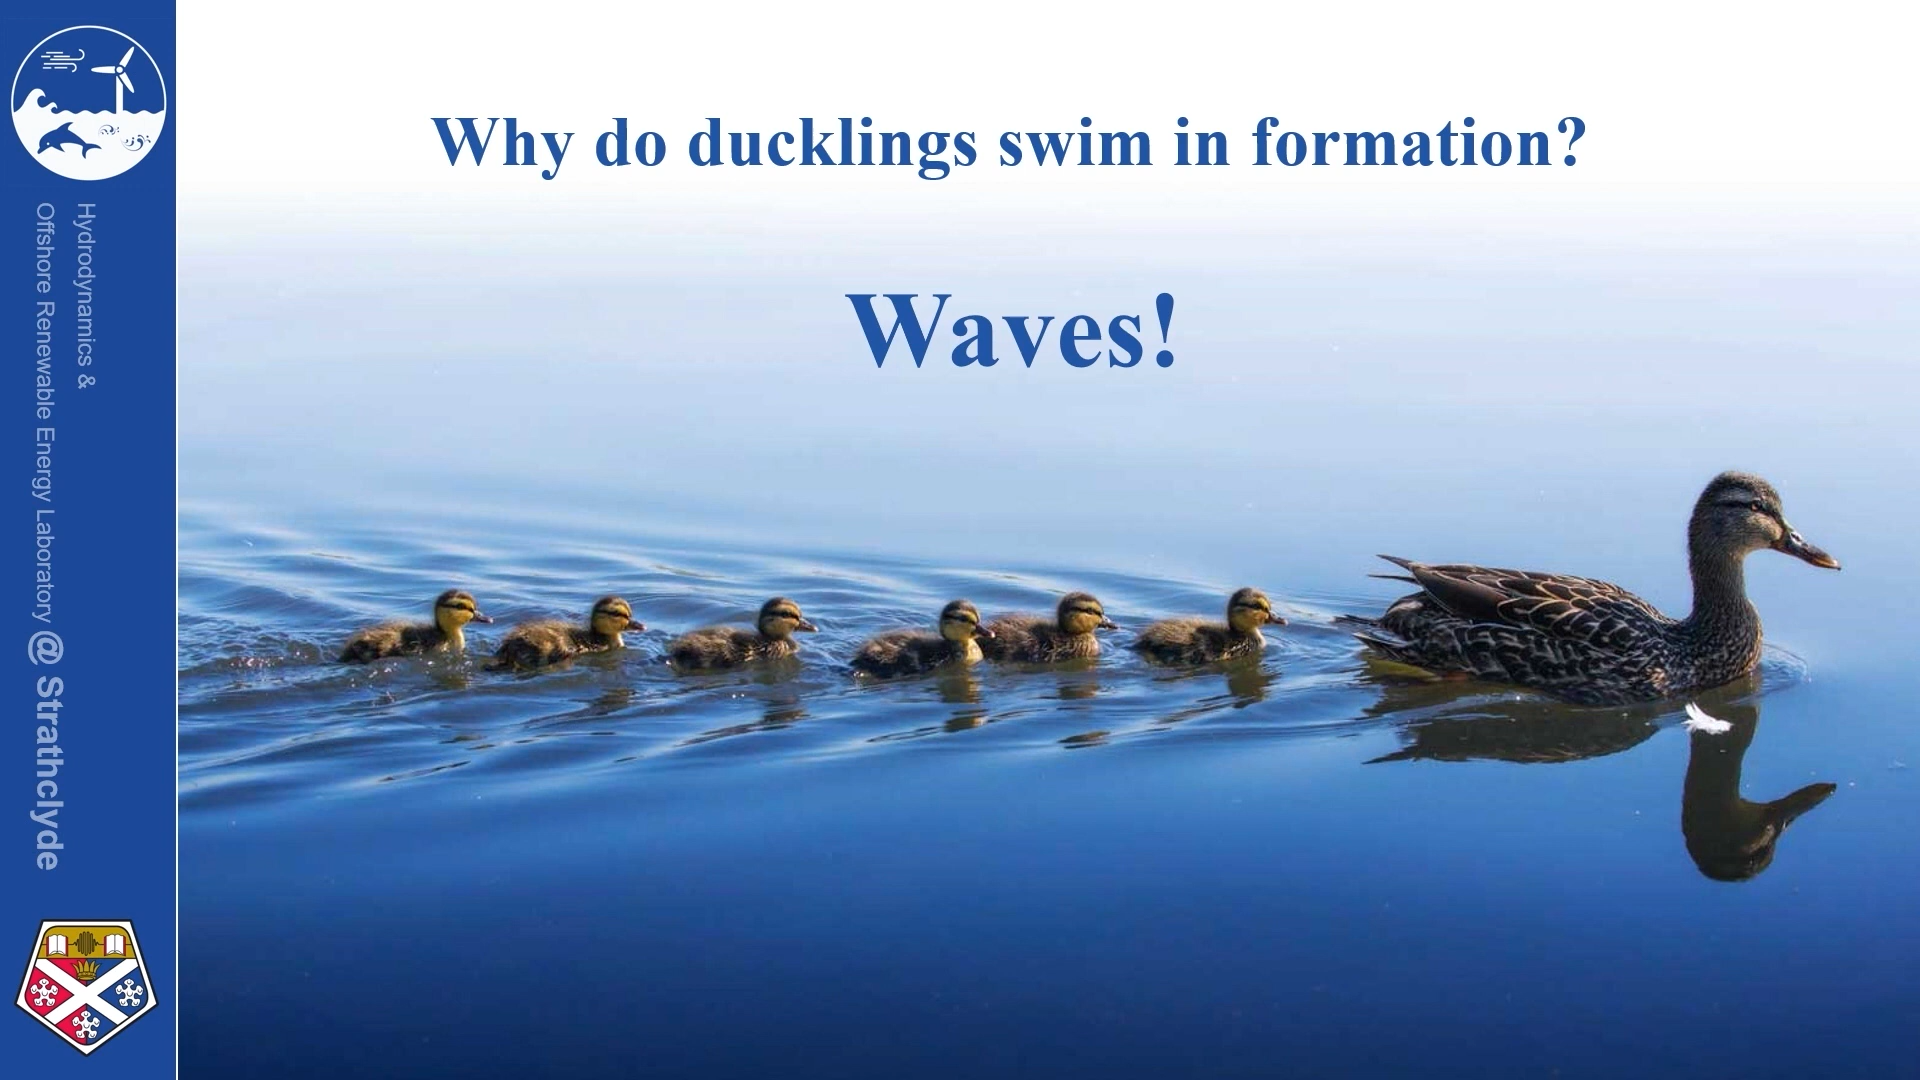 Why do ducklings swim in formation?
Waves!
Hydrodynamics &
Offshore Renewable Energy Laboratory @ Strathclyde